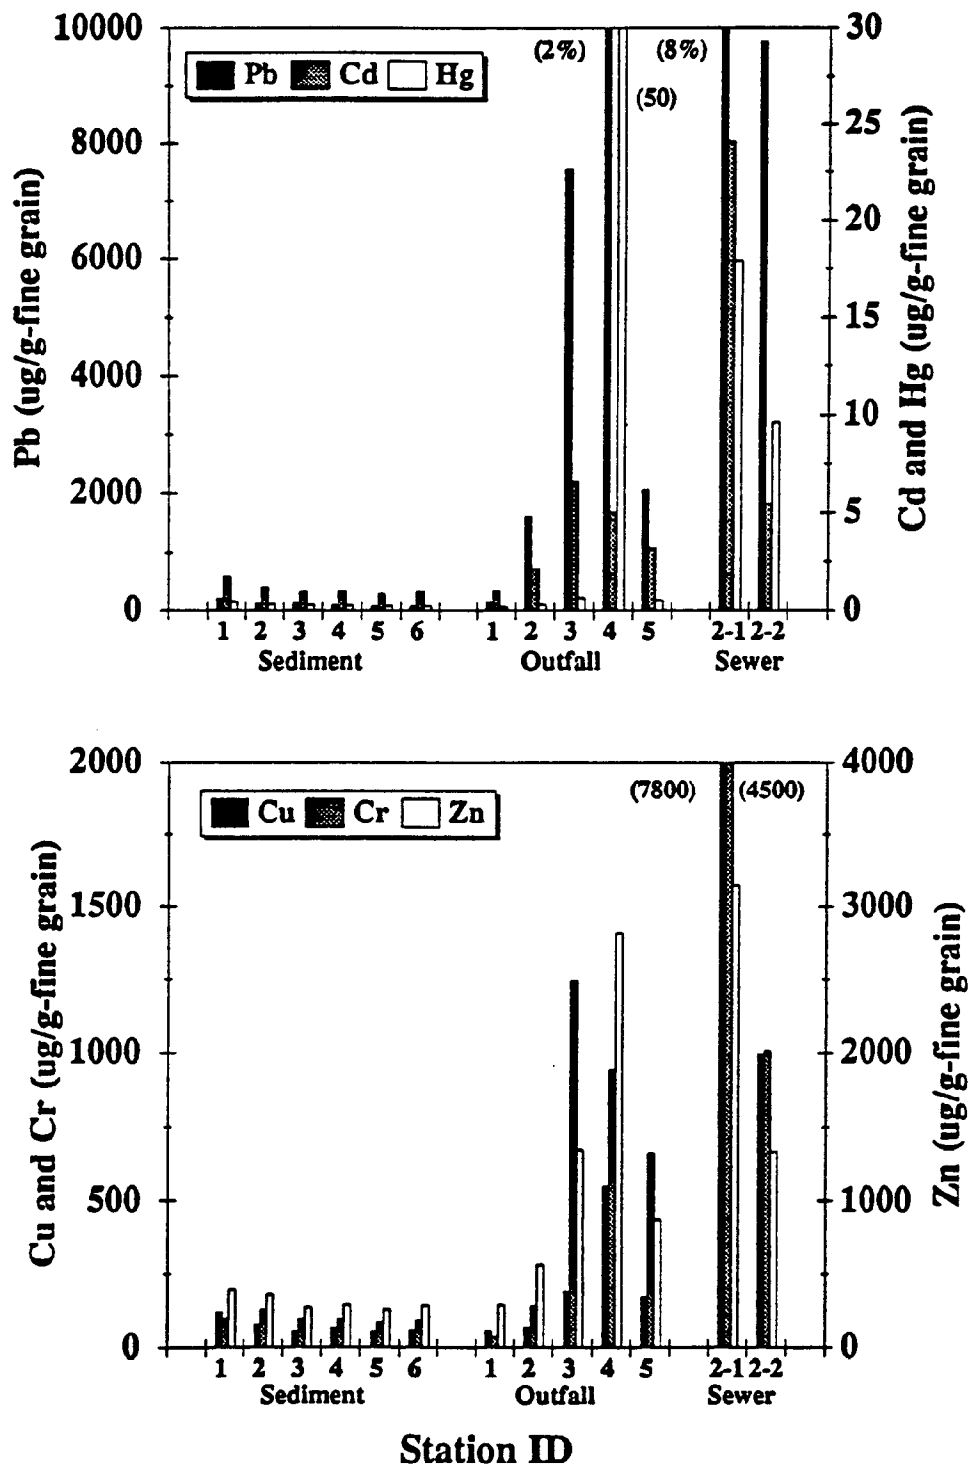 10000
8000
6000
4000
2000
0
Pb (ug/g-fine grain)
Pb Cd Hg
(2%)
(50)
(8%)
30
25
20
15
10
5
0
Cd and Hg (ug/g-fine grain)
1 2 3 4 5 6 1 2 3 4 5 2-1 2-2
Sediment Outfall Sewer
2000
1500
1000
500
0
Cu and Cr (ug/g-fine grain)
Cu Cr Zn
(7800) (4500)
4000
3000
2000
1000
0
Zn (ug/g-fine grain)
1 2 3 4 5 6 1 2 3 4 5 2-1 2-2
Sediment Outfall Sewer
Station ID